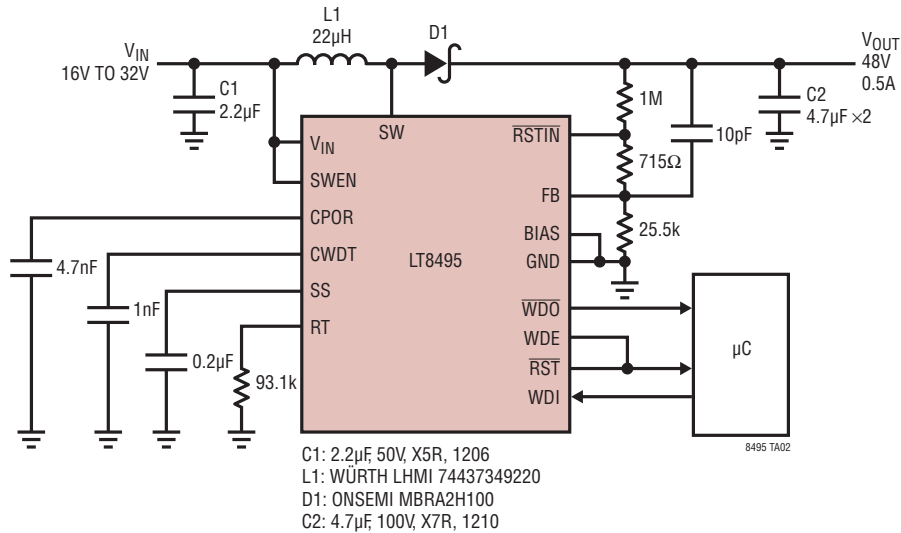 L1
22µH
D1
VIN
16V TO 32V
VOUT
48V
0.5A
C1
2.2µF
1M
10pF
C2
4.7µF ×2
SW
VIN
SWEN
CPOR
CWDT
SS
RT
LT8495
RSTIN
FB
BIAS
GND
WDO
WDE
RST
WDI
715Ω
25.5k
4.7nF
1nF
0.2µF
93.1k
µC
8495 TA02
C1: 2.2µF, 50V, X5R, 1206
L1: WÜRTH LHMI 74437349220
D1: ONSEMI MBRA2H100
C2: 4.7µF, 100V, X7R, 1210